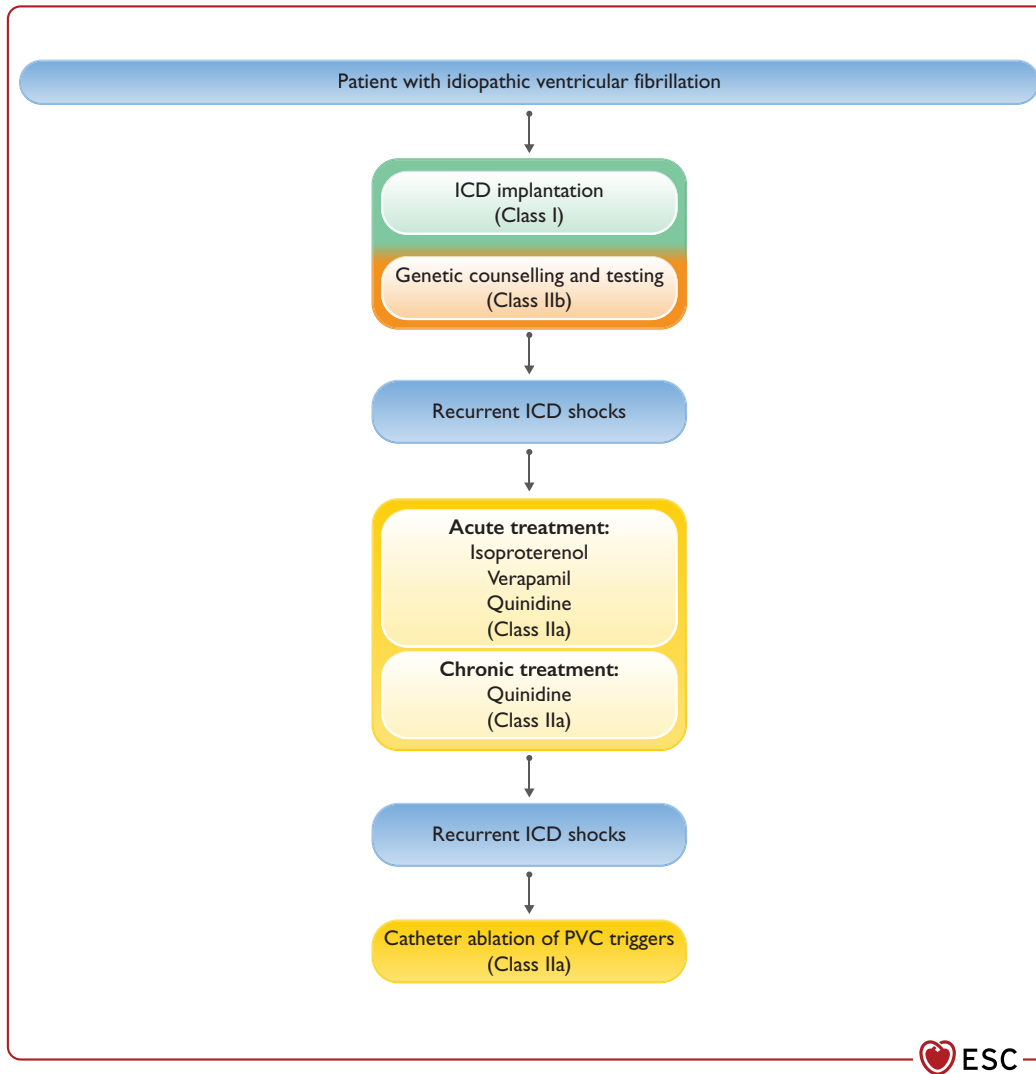 Patient with idiopathic ventricular fibrillation
ICD implantation
(Class I)
Genetic counselling and testing
(Class IIb)
Recurrent ICD shocks
Acute treatment:
Isoproterenol
Verapamil
Quinidine
(Class IIa)
Chronic treatment:
Quinidine
(Class IIa)
Recurrent ICD shocks
Catheter ablation of PVC triggers
(Class IIa)
ESC